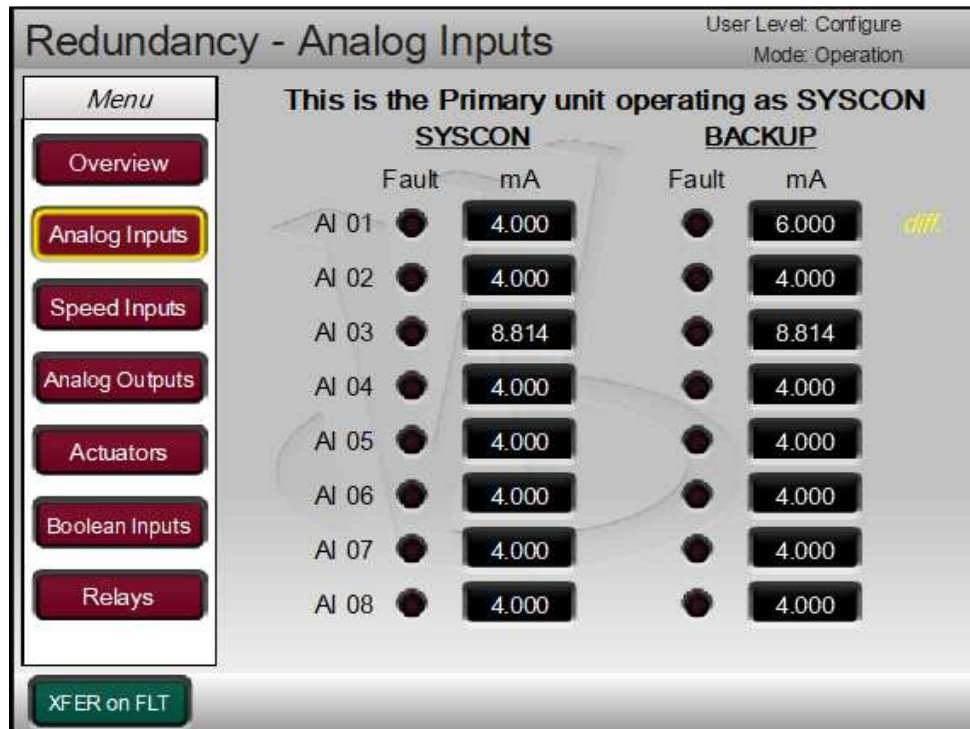 Redundancy - Analog Inputs
User Level: Configure
Mode: Operation
Menu
Overview
Analog Inputs
Speed Inputs
Analog Outputs
Actuators
Boolean Inputs
Relays
XFER on FLT
This is the Primary unit operating as SYSCON
SYSCON BACKUP
Fault mA Fault mA
AI 01 4.000 6.000 diff.
AI 02 4.000 4.000
AI 03 8.814 8.814
AI 04 4.000 4.000
AI 05 4.000 4.000
AI 06 4.000 4.000
AI 07 4.000 4.000
AI 08 4.000 4.000